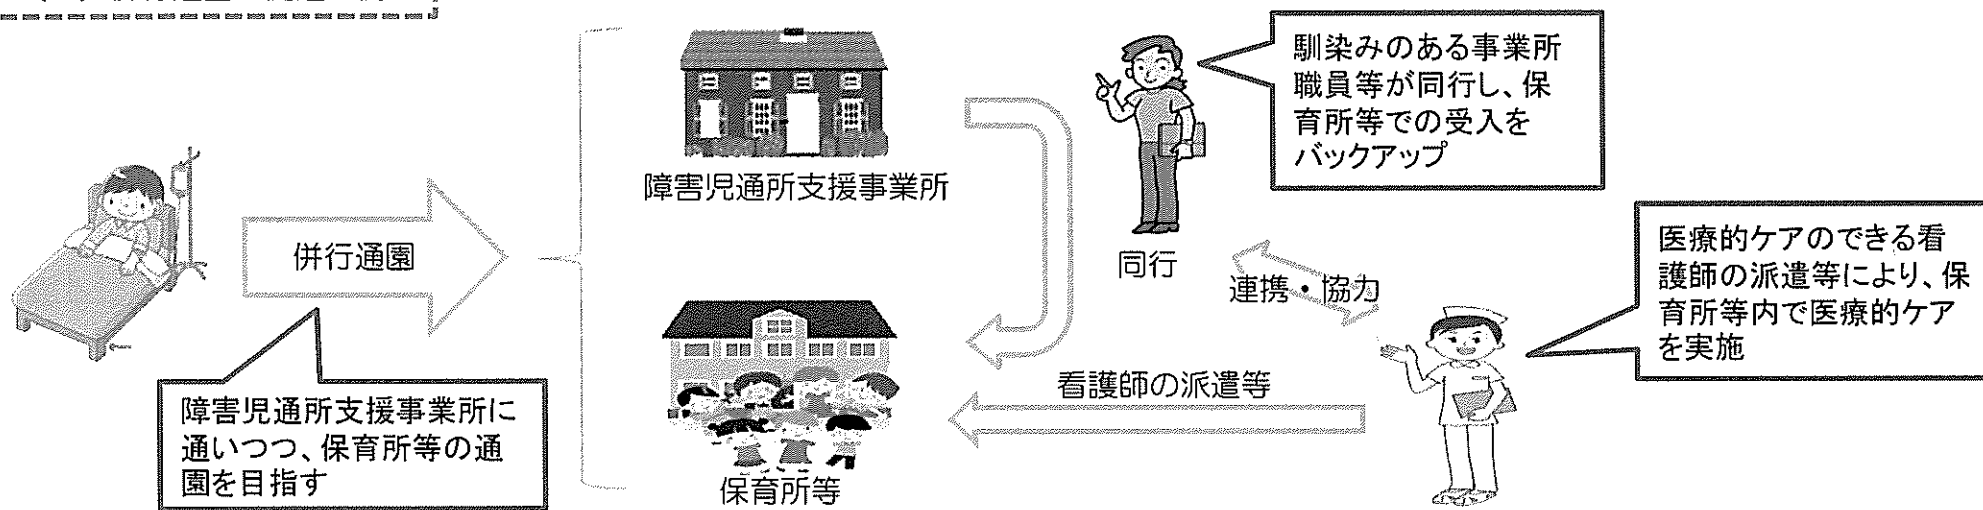 障害児通所支援事業所
併行通園
障害児通所支援事業所に
通いつつ、保育所等の通
園を目指す
保育所等
同行
馴染みのある事業所
職員等が同行し、保
育所等での受入を
バックアップ
連携・協力
看護師の派遣等
医療的ケアのできる看
護師の派遣等により、保
育所等内で医療的ケア
を実施